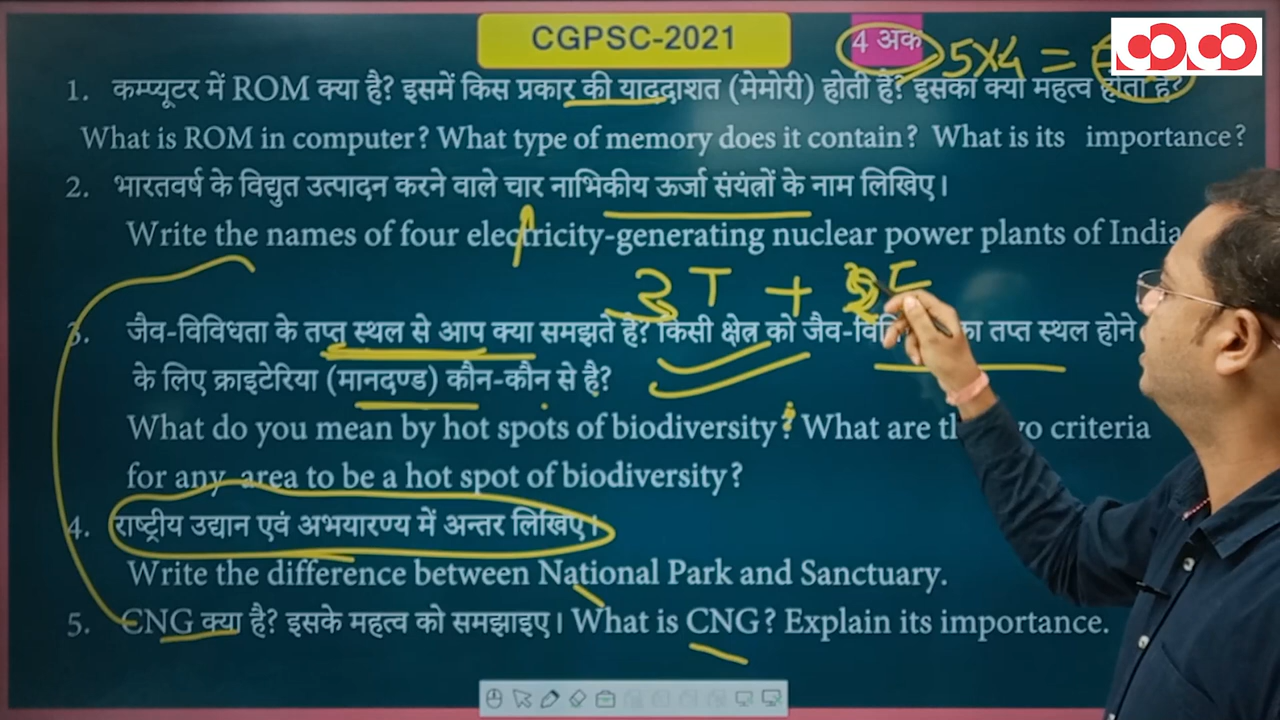 CGPSC-2021
4 अंक 5X4 =
1. कम्प्यूटर में ROM क्या है? इसमें किस प्रकार की याददाशत (मेमोरी) होती है? इसका क्या महत्व होता है?
What is ROM in computer? What type of memory does it contain? What is its importance?
2. भारतवर्ष के विद्युत उत्पादन करने वाले चार नाभिकीय ऊर्जा संयंत्रों के नाम लिखिए।
Write the names of four electricity-generating nuclear power plants of India
3T +
3. जैव-विविधता के तप्त स्थल से आप क्या समझते है? किसी क्षेत्र को जैव- का तप्त स्थल होने
के लिए क्राइटेरिया (मानदण्ड) कौन-कौन से है?
What do you mean by hot spots of biodiversity? What are criteria
for any area to be a hot spot of biodiversity?
4. राष्ट्रीय उद्यान एवं अभयारण्य में अन्तर लिखिए।
Write the difference between National Park and Sanctuary.
5. CNG क्या है? इसके महत्व को समझाइए। What is CNG? Explain its importance.